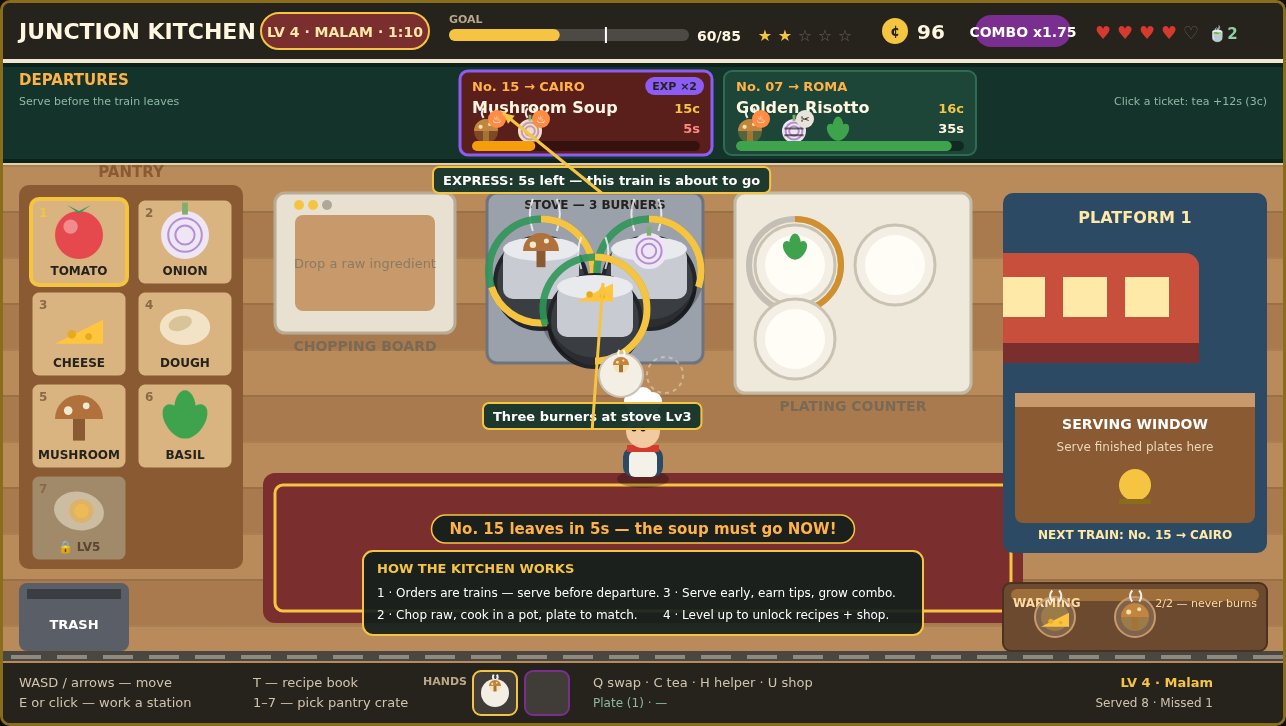 JUNCTION KITCHEN
LV 4 · MALAM · 1:10
GOAL
60/85
★ ★ ☆ ☆ ☆
¢ 96
COMBO x1.75
2
DEPARTURES
Serve before the train leaves
No. 15 → CAIRO
EXP ×2
Mushroom Soup
15c
5s
No. 07 → ROMA
Golden Risotto
16c
35s
Click a ticket: tea +12s (3c)
EXPRESS: 5s left — this train is about to go
PANTRY
1
TOMATO
2
ONION
3
CHEESE
4
DOUGH
5
MUSHROOM
6
BASIL
7
LV5
TRASH
Drop a raw ingredient
CHOPPING BOARD
STOVE — 3 BURNERS
Three burners at stove Lv3
PLATING COUNTER
PLATFORM 1
SERVING WINDOW
Serve finished plates here
NEXT TRAIN: No. 15 → CAIRO
WARMING
2/2 — never burns
No. 15 leaves in 5s — the soup must go NOW!
HOW THE KITCHEN WORKS
1 · Orders are trains — serve before departure.
3 · Serve early, earn tips, grow combo.
2 · Chop raw, cook in a pot, plate to match.
4 · Level up to unlock recipes + shop.
WASD / arrows — move
E or click — work a station
T — recipe book
1–7 — pick pantry crate
HANDS
Q swap · C tea · H helper · U shop
Plate (1) · —
LV 4 · Malam
Served 8 · Missed 1